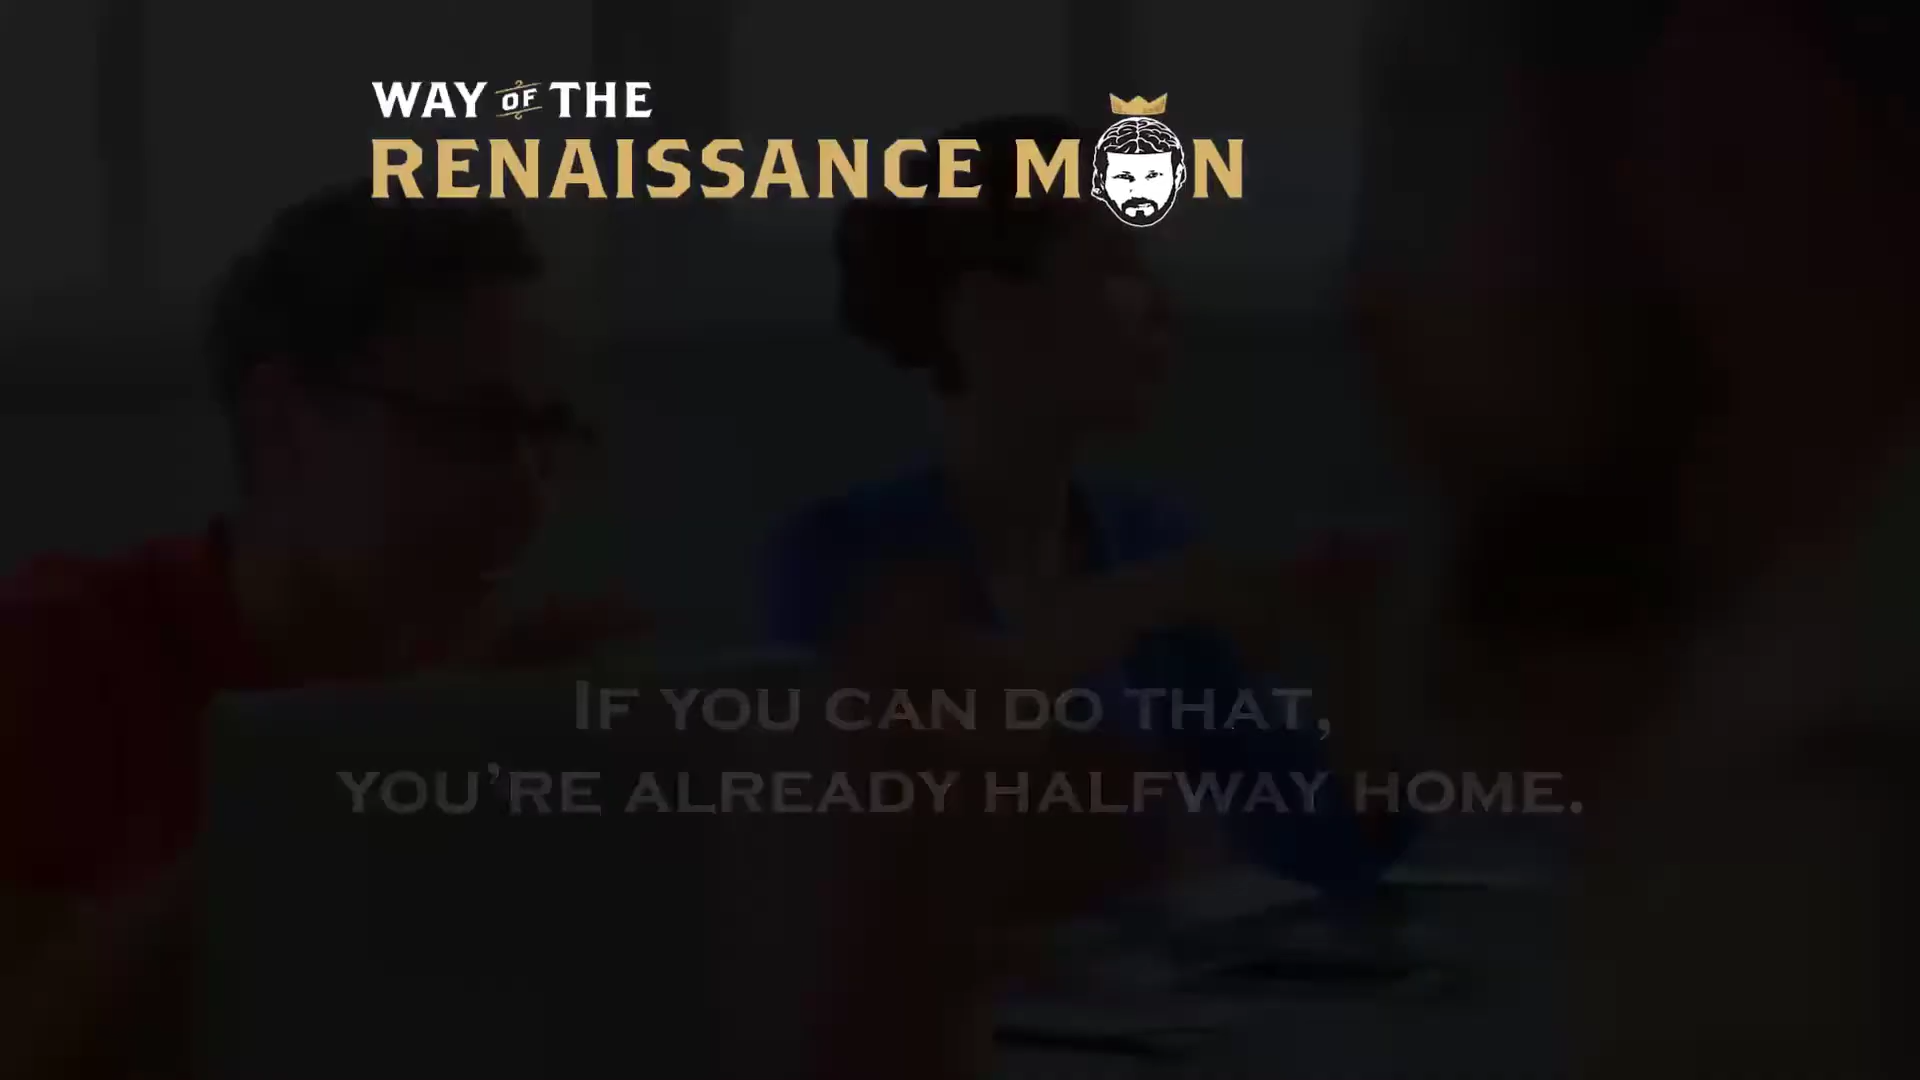 WAY OF THE
RENAISSANCE MAN
IF YOU CAN DO THAT,
YOU'RE ALREADY HALFWAY HOME.